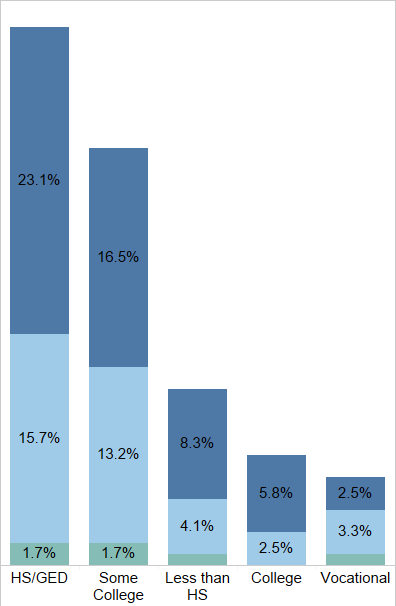 23.1%
16.5%
15.7%
13.2%
8.3%
5.8%
2.5%
4.1%
3.3%
2.5%
1.7%
1.7%
HS/GED
Some
College
Less than
HS
College
Vocational